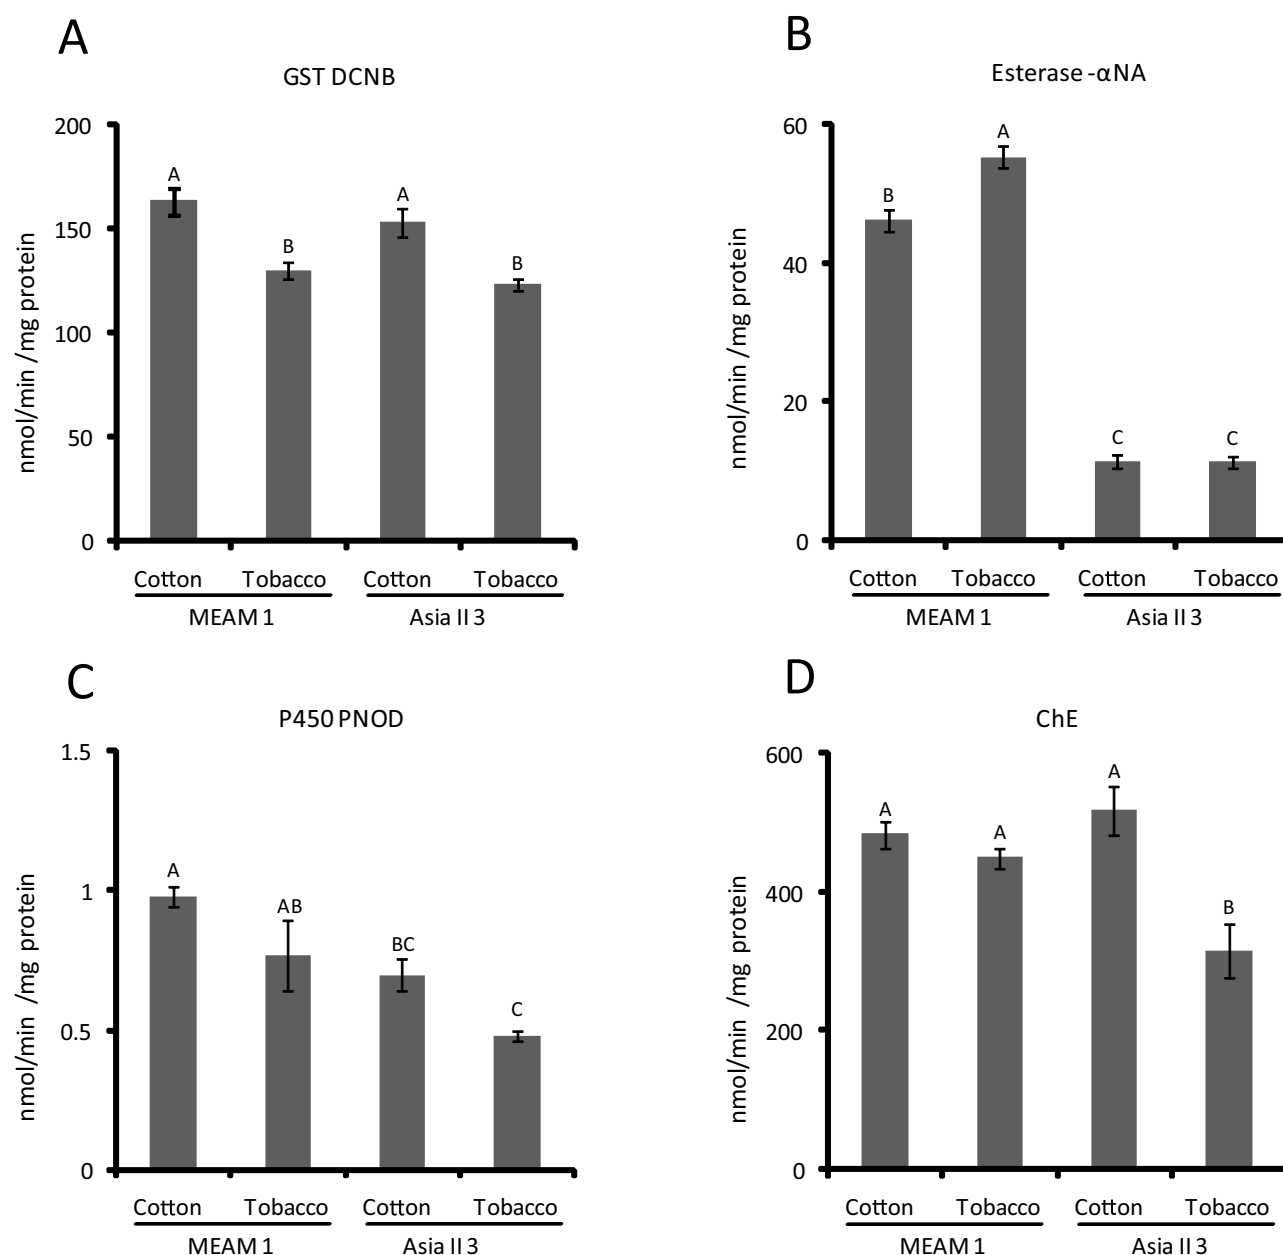 A
GST DCNB
nmol/min /mg protein
200
150
100
50
0
A
B
A
B
Cotton Tobacco Cotton Tobacco
MEAM 1 Asia II 3
B
Esterase -αNA
nmol/min /mg protein
60
40
20
0
B
A
C
C
Cotton Tobacco Cotton Tobacco
MEAM 1 Asia II 3
C
P450 PNOD
nmol/min /mg protein
1.5
1
0.5
0
A
AB
BC
C
Cotton Tobacco Cotton Tobacco
MEAM 1 Asia II 3
D
ChE
nmol/min /mg protein
600
400
200
0
A
A
A
B
Cotton Tobacco Cotton Tobacco
MEAM 1 Asia II 3